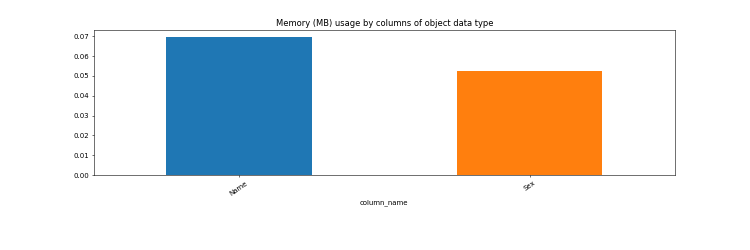 Memory (MB) usage by columns of object data type
0.07
0.06
0.05
0.04
0.03
0.02
0.01
0.00
Name
Sex
column_name